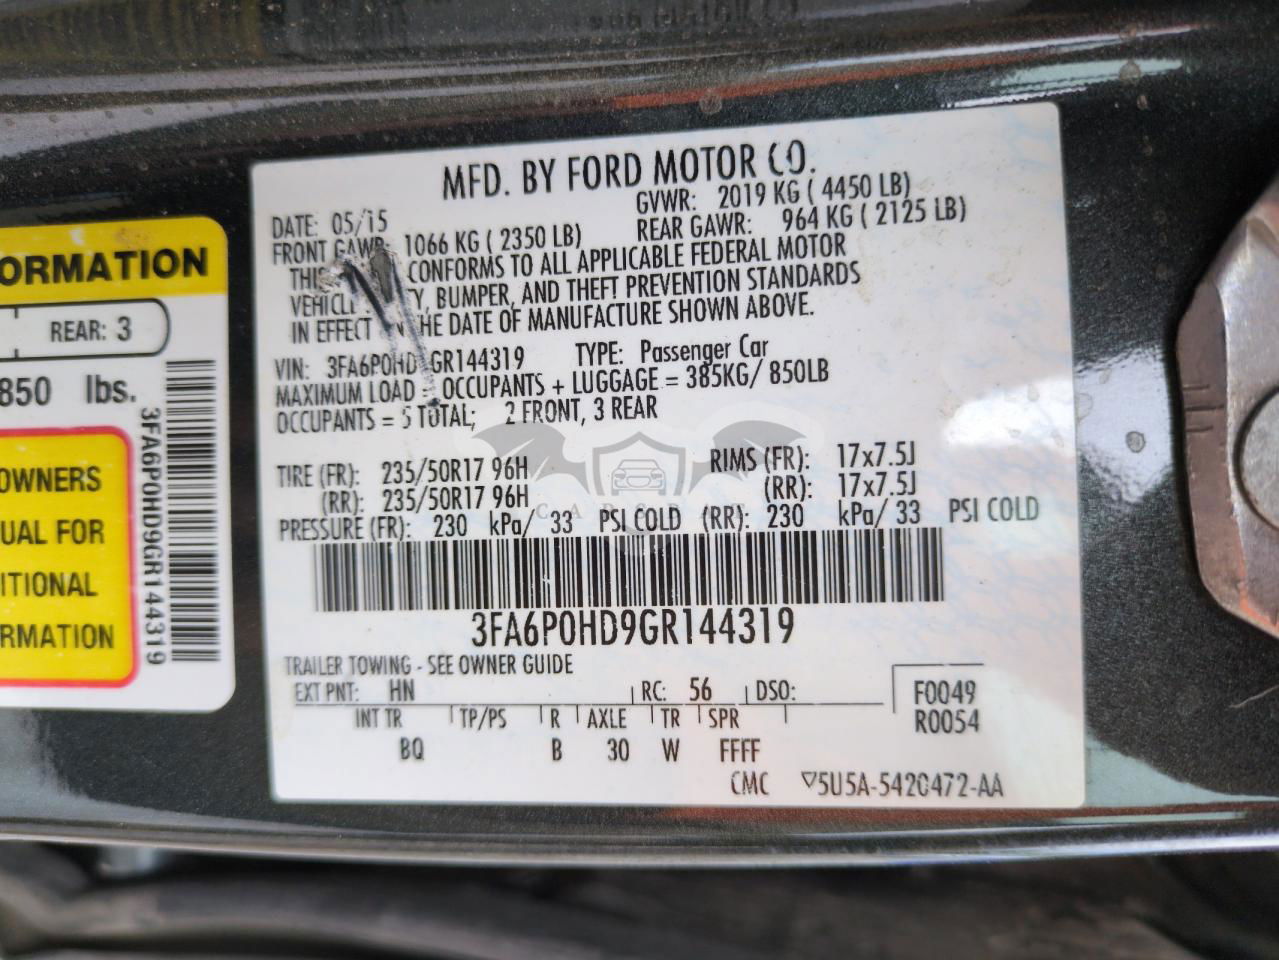 ORMATION
REAR: 3
850 lbs.
OWNERS
UAL FOR
ITIONAL
RMATION
3FA6P0HD9GR144319
MFD. BY FORD MOTOR CO.
DATE: 05/15 GVWR: 2019 KG ( 4450 LB)
FRONT GAWR: 1066 KG ( 2350 LB) REAR GAWR: 964 KG ( 2125 LB)
THIS CONFORMS TO ALL APPLICABLE FEDERAL MOTOR
VEHICLE TY, BUMPER, AND THEFT PREVENTION STANDARDS
IN EFFECT ON THE DATE OF MANUFACTURE SHOWN ABOVE.
VIN: 3FA6P0HD GR144319 TYPE: Passenger Car
MAXIMUM LOAD = OCCUPANTS + LUGGAGE = 385KG/ 850LB
OCCUPANTS = 5 TOTAL; 2 FRONT, 3 REAR
TIRE (FR): 235/50R17 96H RIMS (FR): 17x7.5J
(RR): 235/50R17 96H (RR): 17x7.5J
PRESSURE (FR): 230 kPa/ 33 PSI COLD (RR): 230 kPa/ 33 PSI COLD
3FA6P0HD9GR144319
TRAILER TOWING - SEE OWNER GUIDE
EXT PNT: HN RC: 56 DSO: F0049
R0054
INT TR TP/PS R AXLE TR SPR
BQ B 30 W FFFF
CMC ▽5U5A-5420472-AA